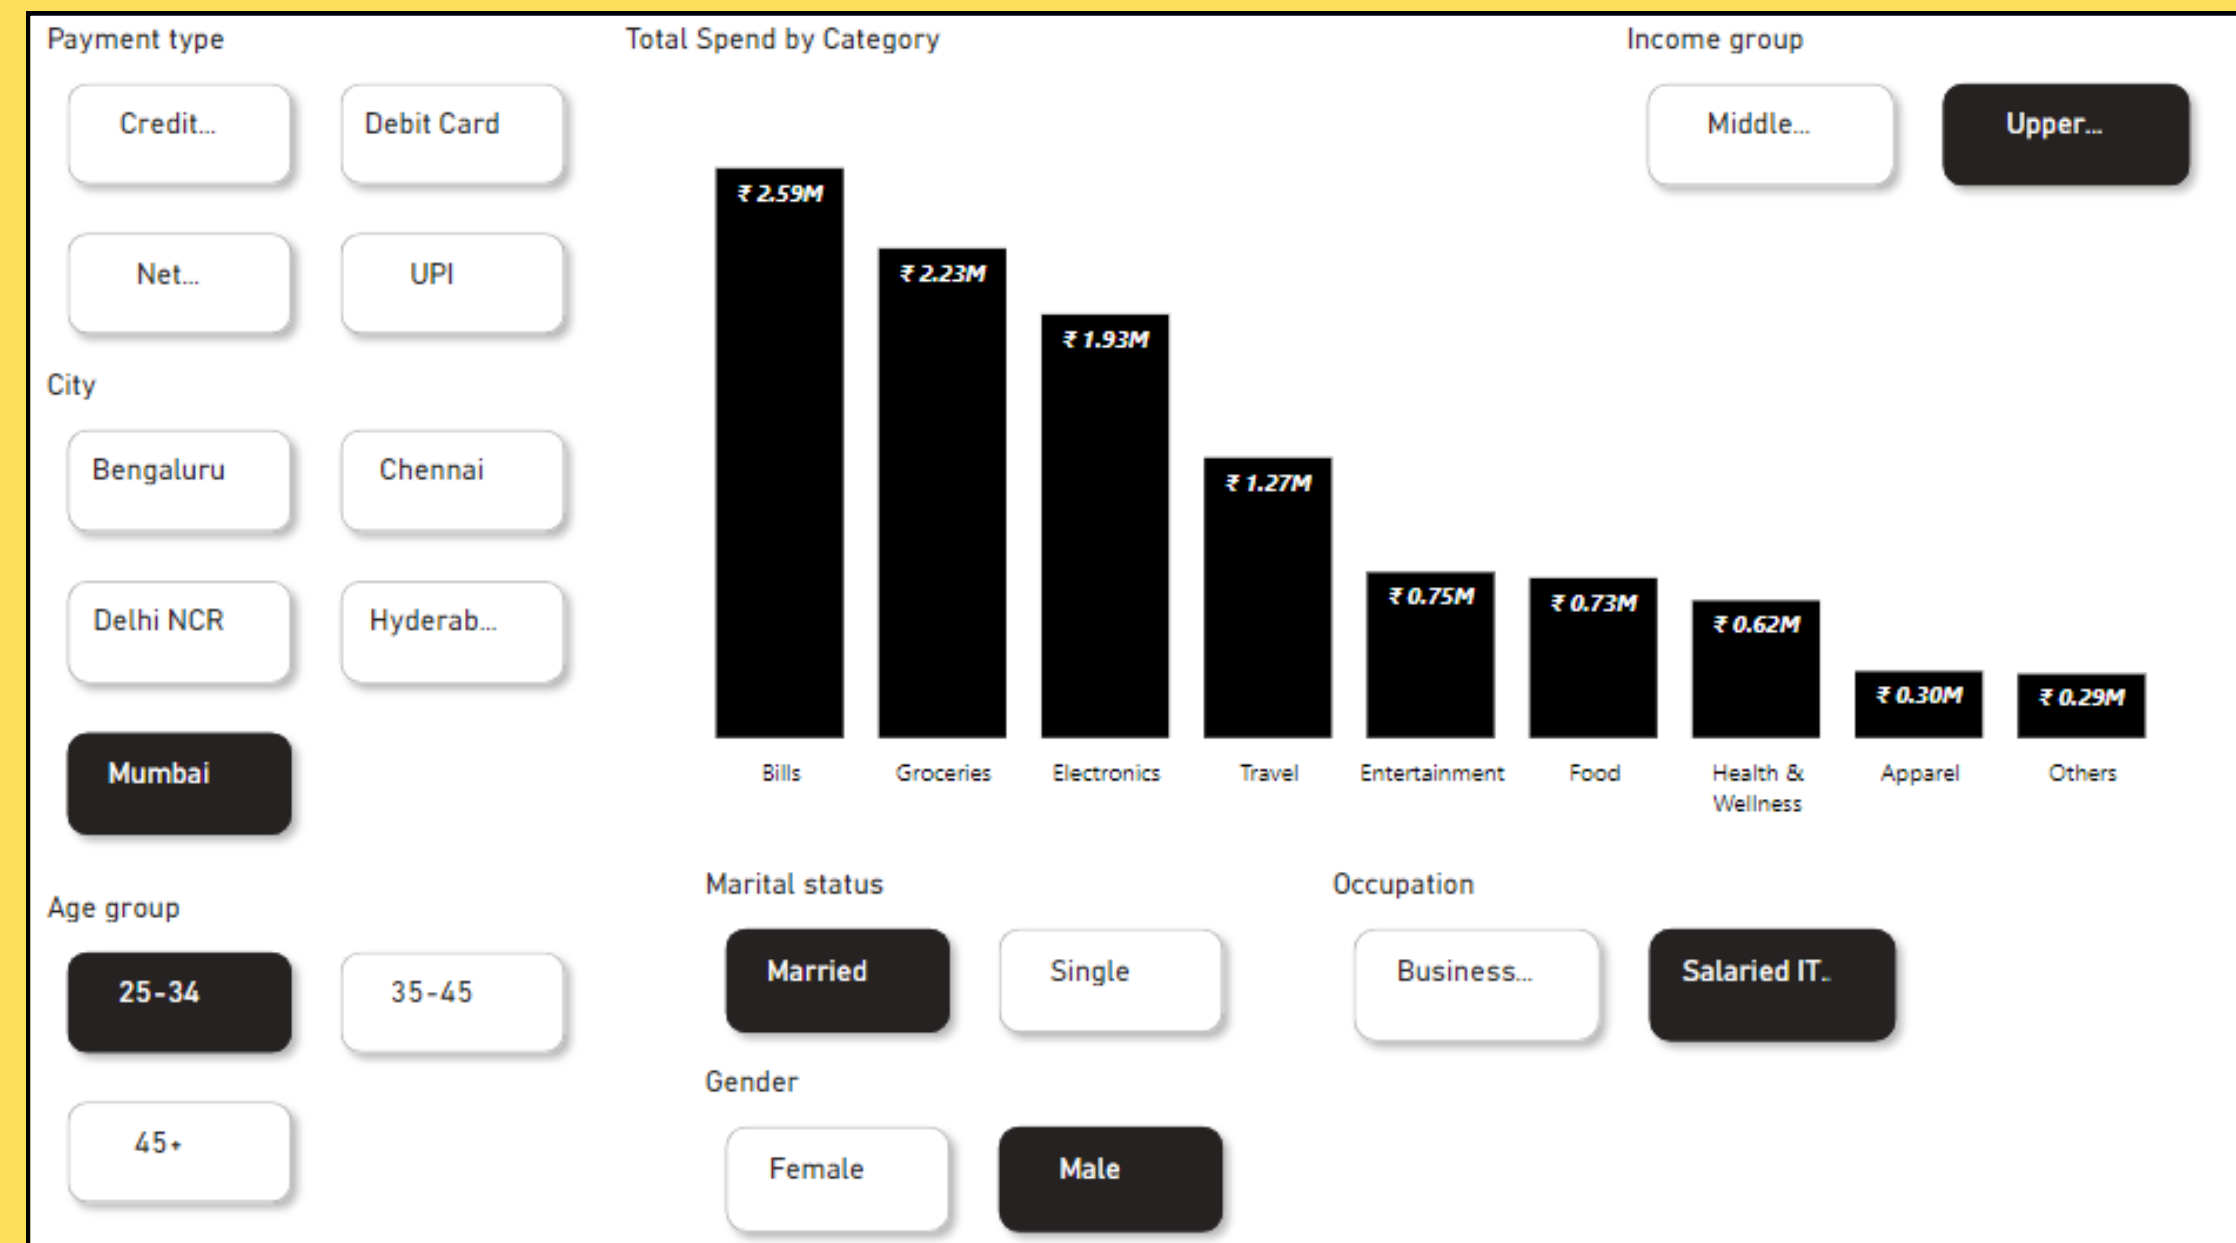 Payment type
Credit...
Debit Card
Net...
UPI
City
Bengaluru
Chennai
Delhi NCR
Hyderab...
Mumbai
Age group
25-34
35-45
45+
Total Spend by Category
₹ 2.59M
₹ 2.23M
₹ 1.93M
₹ 1.27M
₹ 0.75M
₹ 0.73M
₹ 0.62M
₹ 0.30M
₹ 0.29M
Bills
Groceries
Electronics
Travel
Entertainment
Food
Health &
Wellness
Apparel
Others
Income group
Middle...
Upper...
Marital status
Married
Single
Occupation
Business...
Salaried IT...
Gender
Female
Male